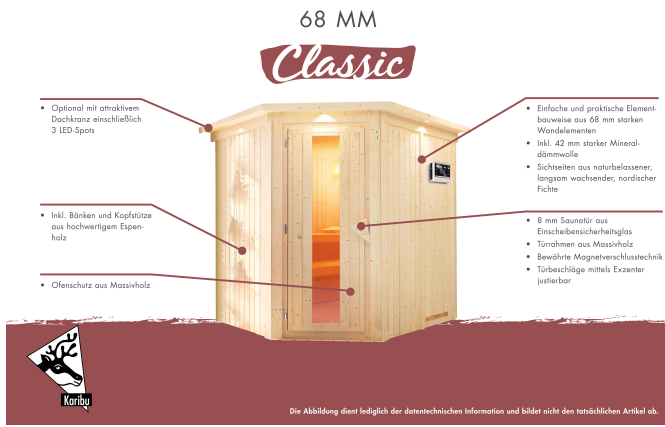 68 MM
Classic
• Optional mit attraktivem
Dachkranz einschließlich
3 LED-Spots
• Inkl. Bänken und Kopfstütze
aus hochwertigem Espen-
holz
• Ofenschutz aus Massivholz
• Einfache und praktische Element-
bauweise aus 68 mm starken
Wandelementen
• Inkl. 42 mm starker Mineral-
dämmwolle
• Sichtseiten aus naturbelassener,
langsam wachsender, nordischer
Fichte
• 8 mm Saunatür aus
Einscheibensicherheitsglas
• Türrahmen aus Massivholz
• Bewährte Magnetverschlusstechnik
• Türbeschläge mittels Exzenter
justierbar
Karibu
Die Abbildung dient lediglich der datentechnischen Information und bildet nicht den tatsächlichen Artikel ab.